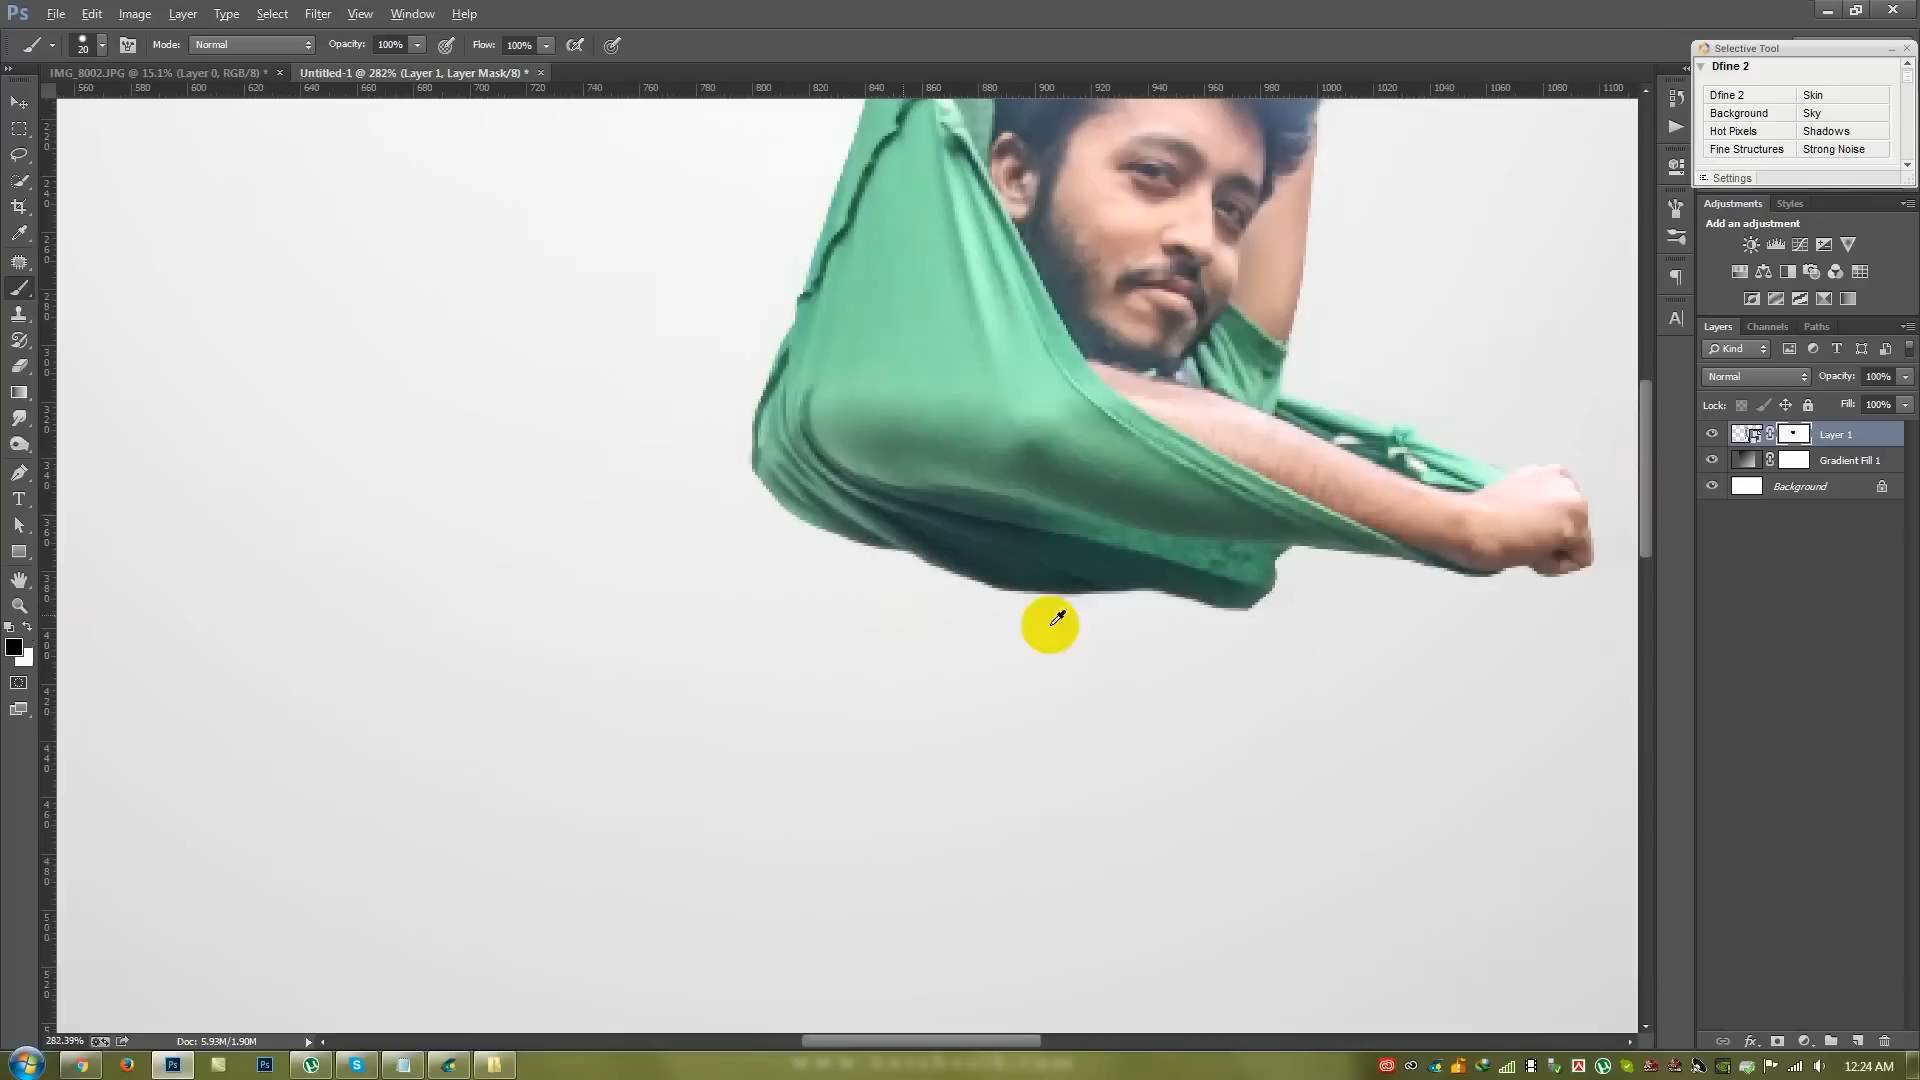 Ps File Edit Image Layer Type Select Filter View Window Help
20 Mode: Normal Opacity: 100% Flow: 100%
IMG_8002.JPG @ 15.1% (Layer 0, RGB/8) * × Untitled-1 @ 282% (Layer 1, Layer Mask/8) * ×
560 580 600 620 640 660 680 700 720 740 760 780 800 820 840 860 880 900 920 940 960 980 1000 1020 1040 1060 1080 1100
Selective Tool
Dfine 2
Dfine 2 Skin
Background Sky
Hot Pixels Shadows
Fine Structures Strong Noise
Settings
Adjustments Styles
Add an adjustment
Layers Channels Paths
Kind
Normal Opacity: 100%
Lock: Fill: 100%
Layer 1
Gradient Fill 1
Background
282.39% Doc: 5.93M/1.90M
12:24 AM